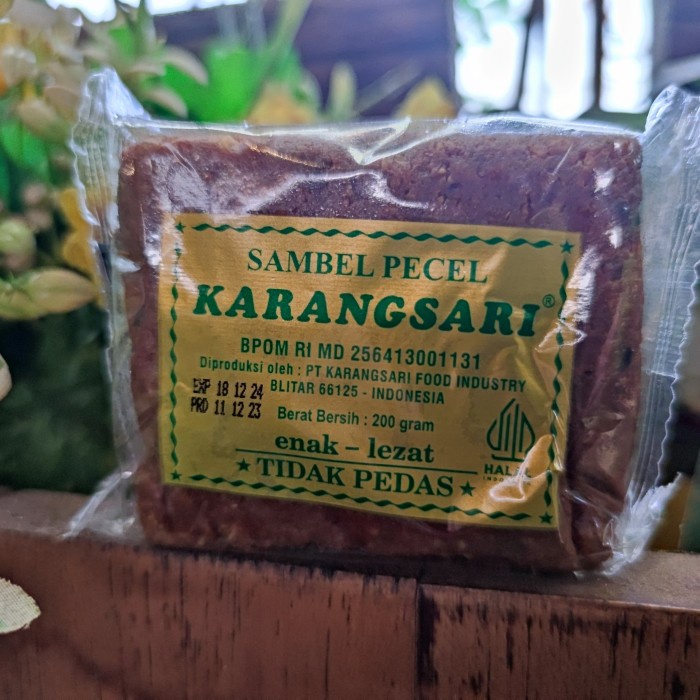 SAMBEL PECEL
KARANGSARI®
BPOM RI MD 256413001131
Diproduksi oleh : PT KARANGSARI FOOD INDUSTRY
BLITAR 66125 - INDONESIA
EXP 18 12 24
PRD 11 12 23
Berat Bersih : 200 gram
enak – lezat
★ TIDAK PEDAS ★